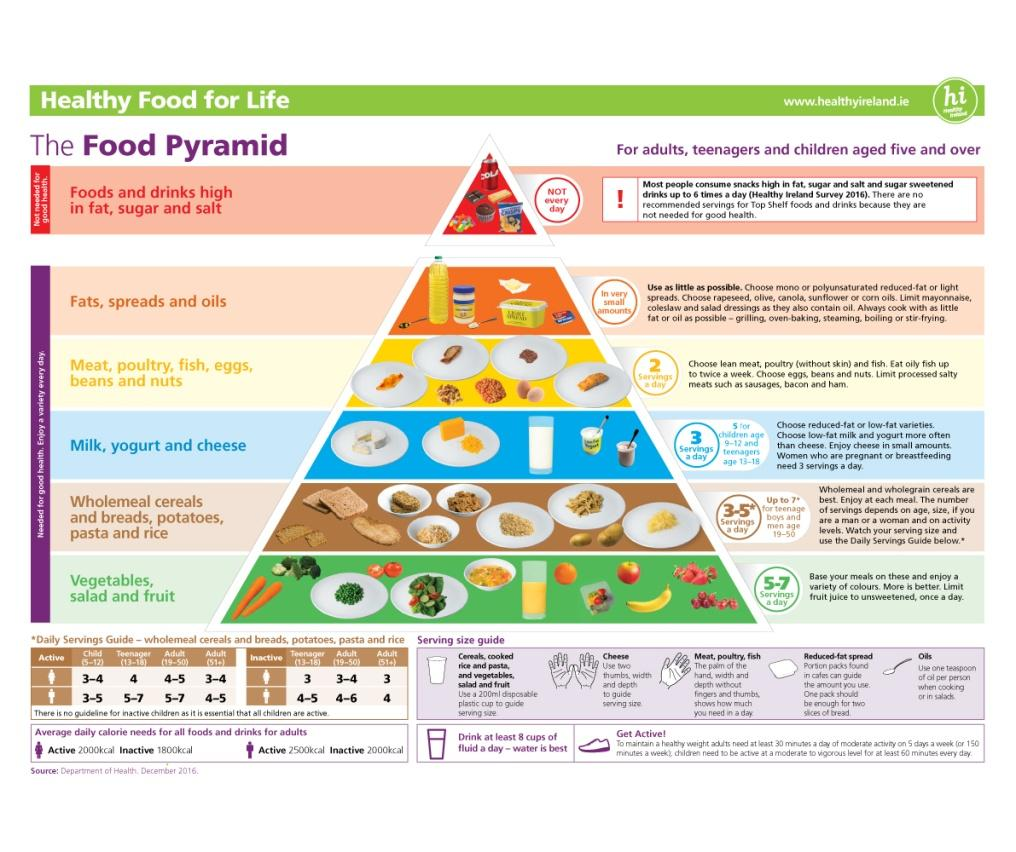 Healthy Food for Life
www.healthyireland.ie
hi
Healthy
Ireland
The Food Pyramid
For adults, teenagers and children aged five and over
Not needed for
good health.
Foods and drinks high
in fat, sugar and salt
COLA
CRISPS
NOT
every
day
!
Most people consume snacks high in fat, sugar and salt and sugar sweetened
drinks up to 6 times a day (Healthy Ireland Survey 2016). There are no
recommended servings for Top Shelf foods and drinks because they are
not needed for good health.
Needed for good health. Enjoy a variety every day.
Fats, spreads and oils
LIGHT
SPREAD
In very
small
amounts
Use as little as possible. Choose mono or polyunsaturated reduced-fat or light
spreads. Choose rapeseed, olive, canola, sunflower or corn oils. Limit mayonnaise,
coleslaw and salad dressings as they also contain oil. Always cook with as little
fat or oil as possible – grilling, oven-baking, steaming, boiling or stir-frying.
Meat, poultry, fish, eggs,
beans and nuts
2
Servings
a day
Choose lean meat, poultry (without skin) and fish. Eat oily fish up
to twice a week. Choose eggs, beans and nuts. Limit processed salty
meats such as sausages, bacon and ham.
Milk, yogurt and cheese
Low Fat
yogurt
3
Servings
a day
5 for
children age
9–12 and
teenagers
age 13–18
Choose reduced-fat or low-fat varieties.
Choose low-fat milk and yogurt more often
than cheese. Enjoy cheese in small amounts.
Women who are pregnant or breastfeeding
need 3 servings a day.
Wholemeal cereals
and breads, potatoes,
pasta and rice
3-5*
Servings
a day
Up to 7*
for teenage
boys and
men age
19–50
Wholemeal and wholegrain cereals are
best. Enjoy at each meal. The number
of servings depends on age, size, if you
are a man or a woman and on activity
levels. Watch your serving size and
use the Daily Servings Guide below.*
Vegetables,
salad and fruit
5-7
Servings
a day
Base your meals on these and enjoy a
variety of colours. More is better. Limit
fruit juice to unsweetened, once a day.
*Daily Servings Guide – wholemeal cereals and breads, potatoes, pasta and rice
Active Child (5–12) Teenager (13–18) Adult (19–50) Adult (51+) Inactive Teenager (13–18) Adult (19–50) Adult (51+)
3–4 4 4–5 3–4 3 3–4 3
3–5 5–7 5–7 4–5 4–5 4–6 4
There is no guideline for inactive children as it is essential that all children are active.
Average daily calorie needs for all foods and drinks for adults
Active 2000kcal Inactive 1800kcal Active 2500kcal Inactive 2000kcal
Source: Department of Health. December 2016.
Serving size guide
Cereals, cooked
rice and pasta,
and vegetables,
salad and fruit
Use a 200ml disposable
plastic cup to guide
serving size.
Cheese
Use two
thumbs, width
and depth
to guide
serving size.
Meat, poultry, fish
The palm of the
hand, width and
depth without
fingers and thumbs,
shows how much
you need in a day.
Reduced-fat spread
Portion packs found
in cafes can guide
the amount you use.
One pack should
be enough for two
slices of bread.
Oils
Use one teaspoon
of oil per person
when cooking
or in salads.
Drink at least 8 cups of
fluid a day – water is best
Get Active!
To maintain a healthy weight adults need at least 30 minutes a day of moderate activity on 5 days a week (or 150
minutes a week); children need to be active at a moderate to vigorous level for at least 60 minutes every day.